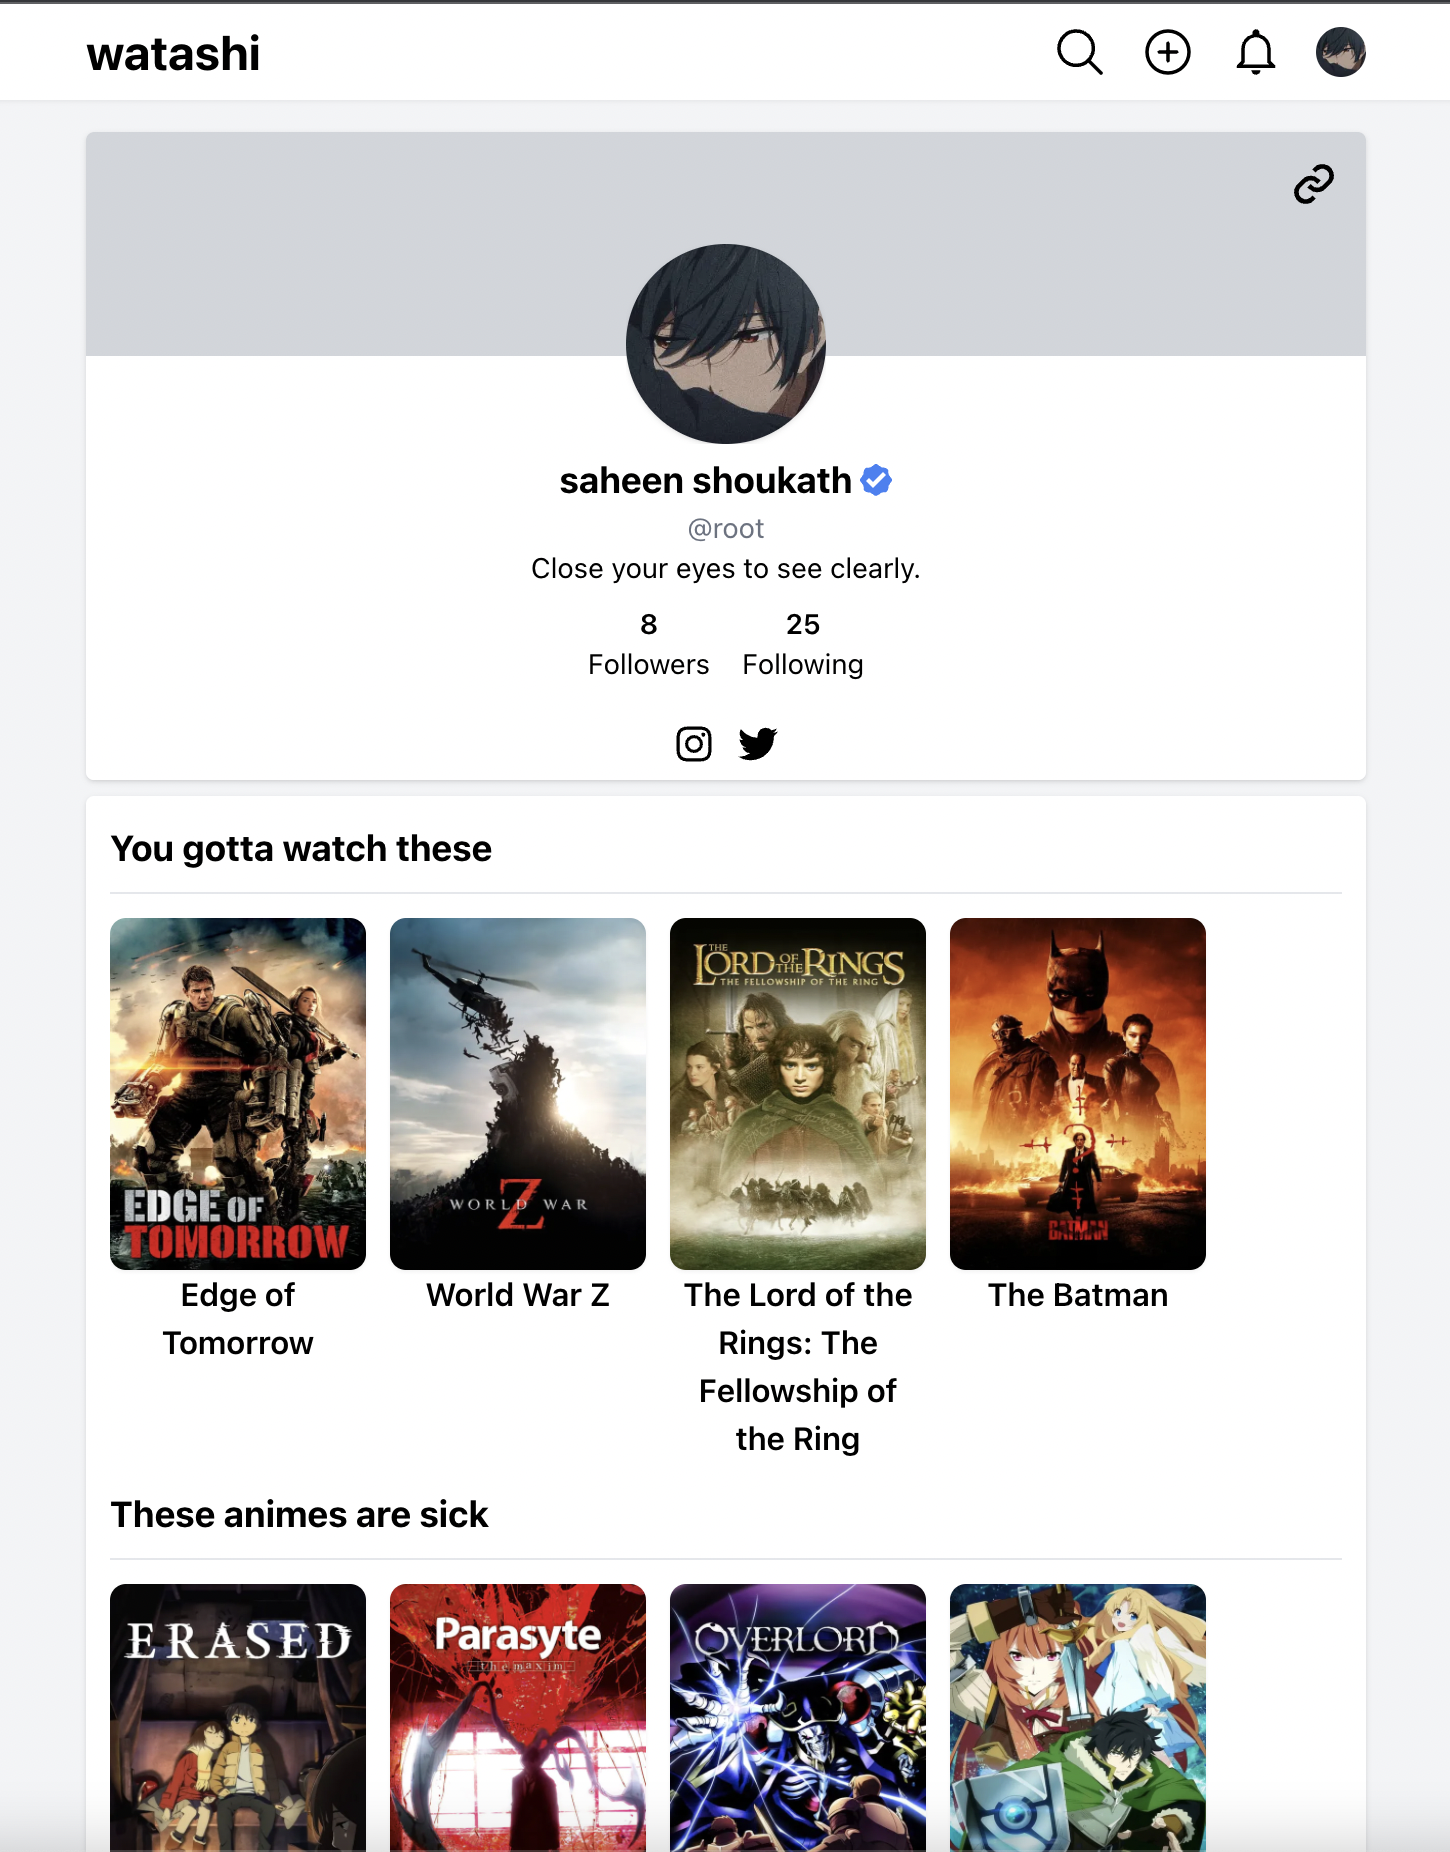 watashi
saheen shoukath
@root
Close your eyes to see clearly.
8
Followers
25
Following
You gotta watch these
EDGE OF
TOMORROW
WORLD WAR
Z
THE
LORD OF THE RINGS
THE FELLOWSHIP OF THE RING
THE
BATMAN
Edge of
Tomorrow
World War Z
The Lord of the
Rings: The
Fellowship of
the Ring
The Batman
These animes are sick
ERASED
Parasyte
-the maxim-
OVERLORD